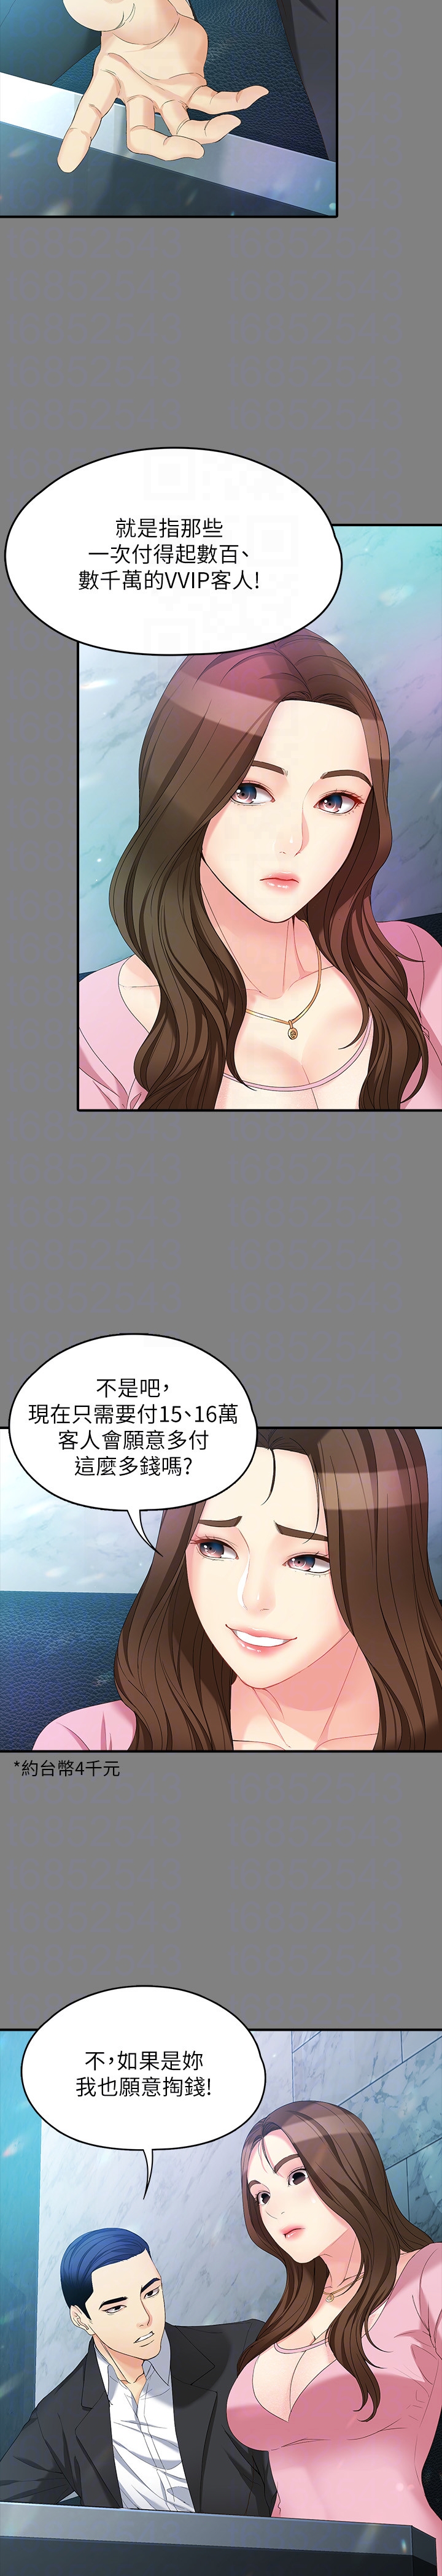 就是指那些
一次付得起數百、
數千萬的VVIP客人!
不是吧,
現在只需要付15、16萬
客人會願意多付
這麼多錢嗎?
*約台幣4千元
不,如果是妳
我也願意掏錢!